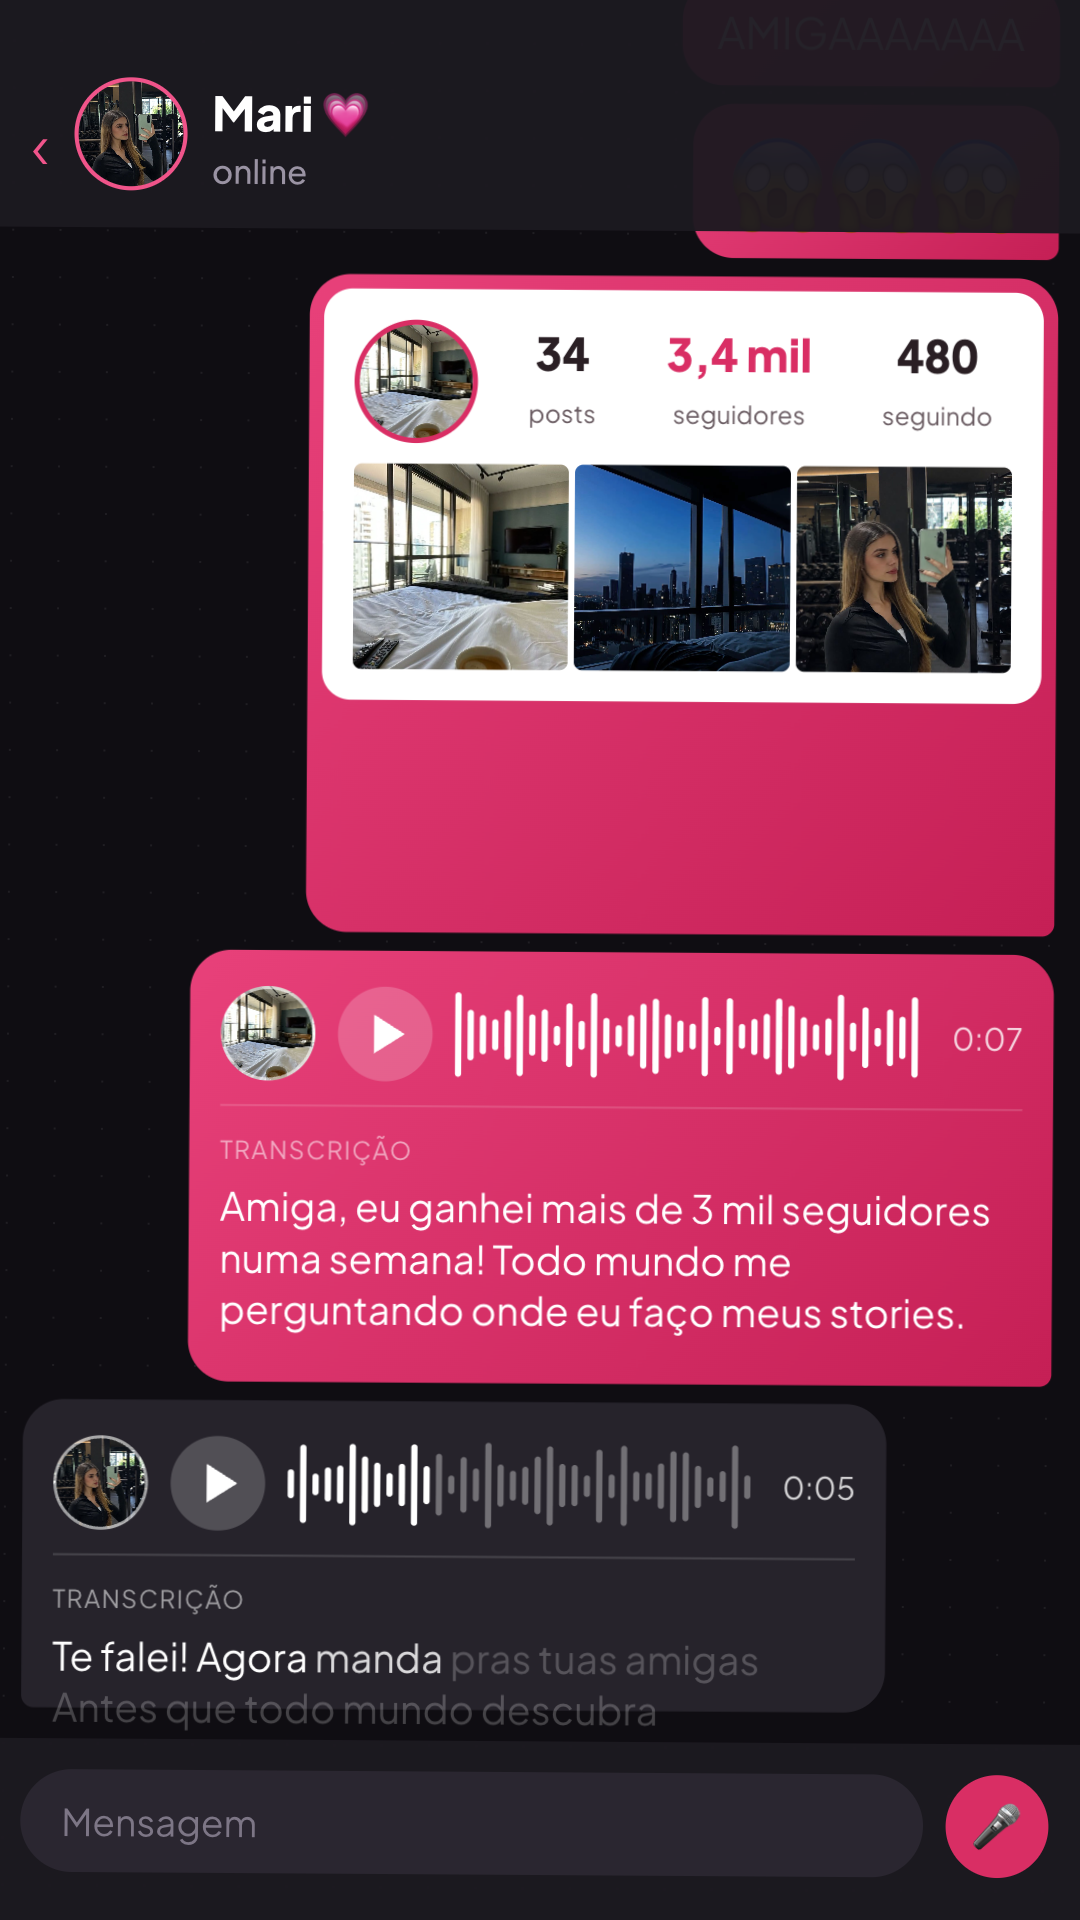 AMIGAAAAAAA
Mari 💗
online
34
3,4 mil
480
posts
seguidores
seguindo
0:07
TRANSCRIÇÃO
Amiga, eu ganhei mais de 3 mil seguidores
numa semana! Todo mundo me
perguntando onde eu faço meus stories.
0:05
TRANSCRIÇÃO
Te falei! Agora manda pras tuas amigas
Antes que todo mundo descubra
Mensagem